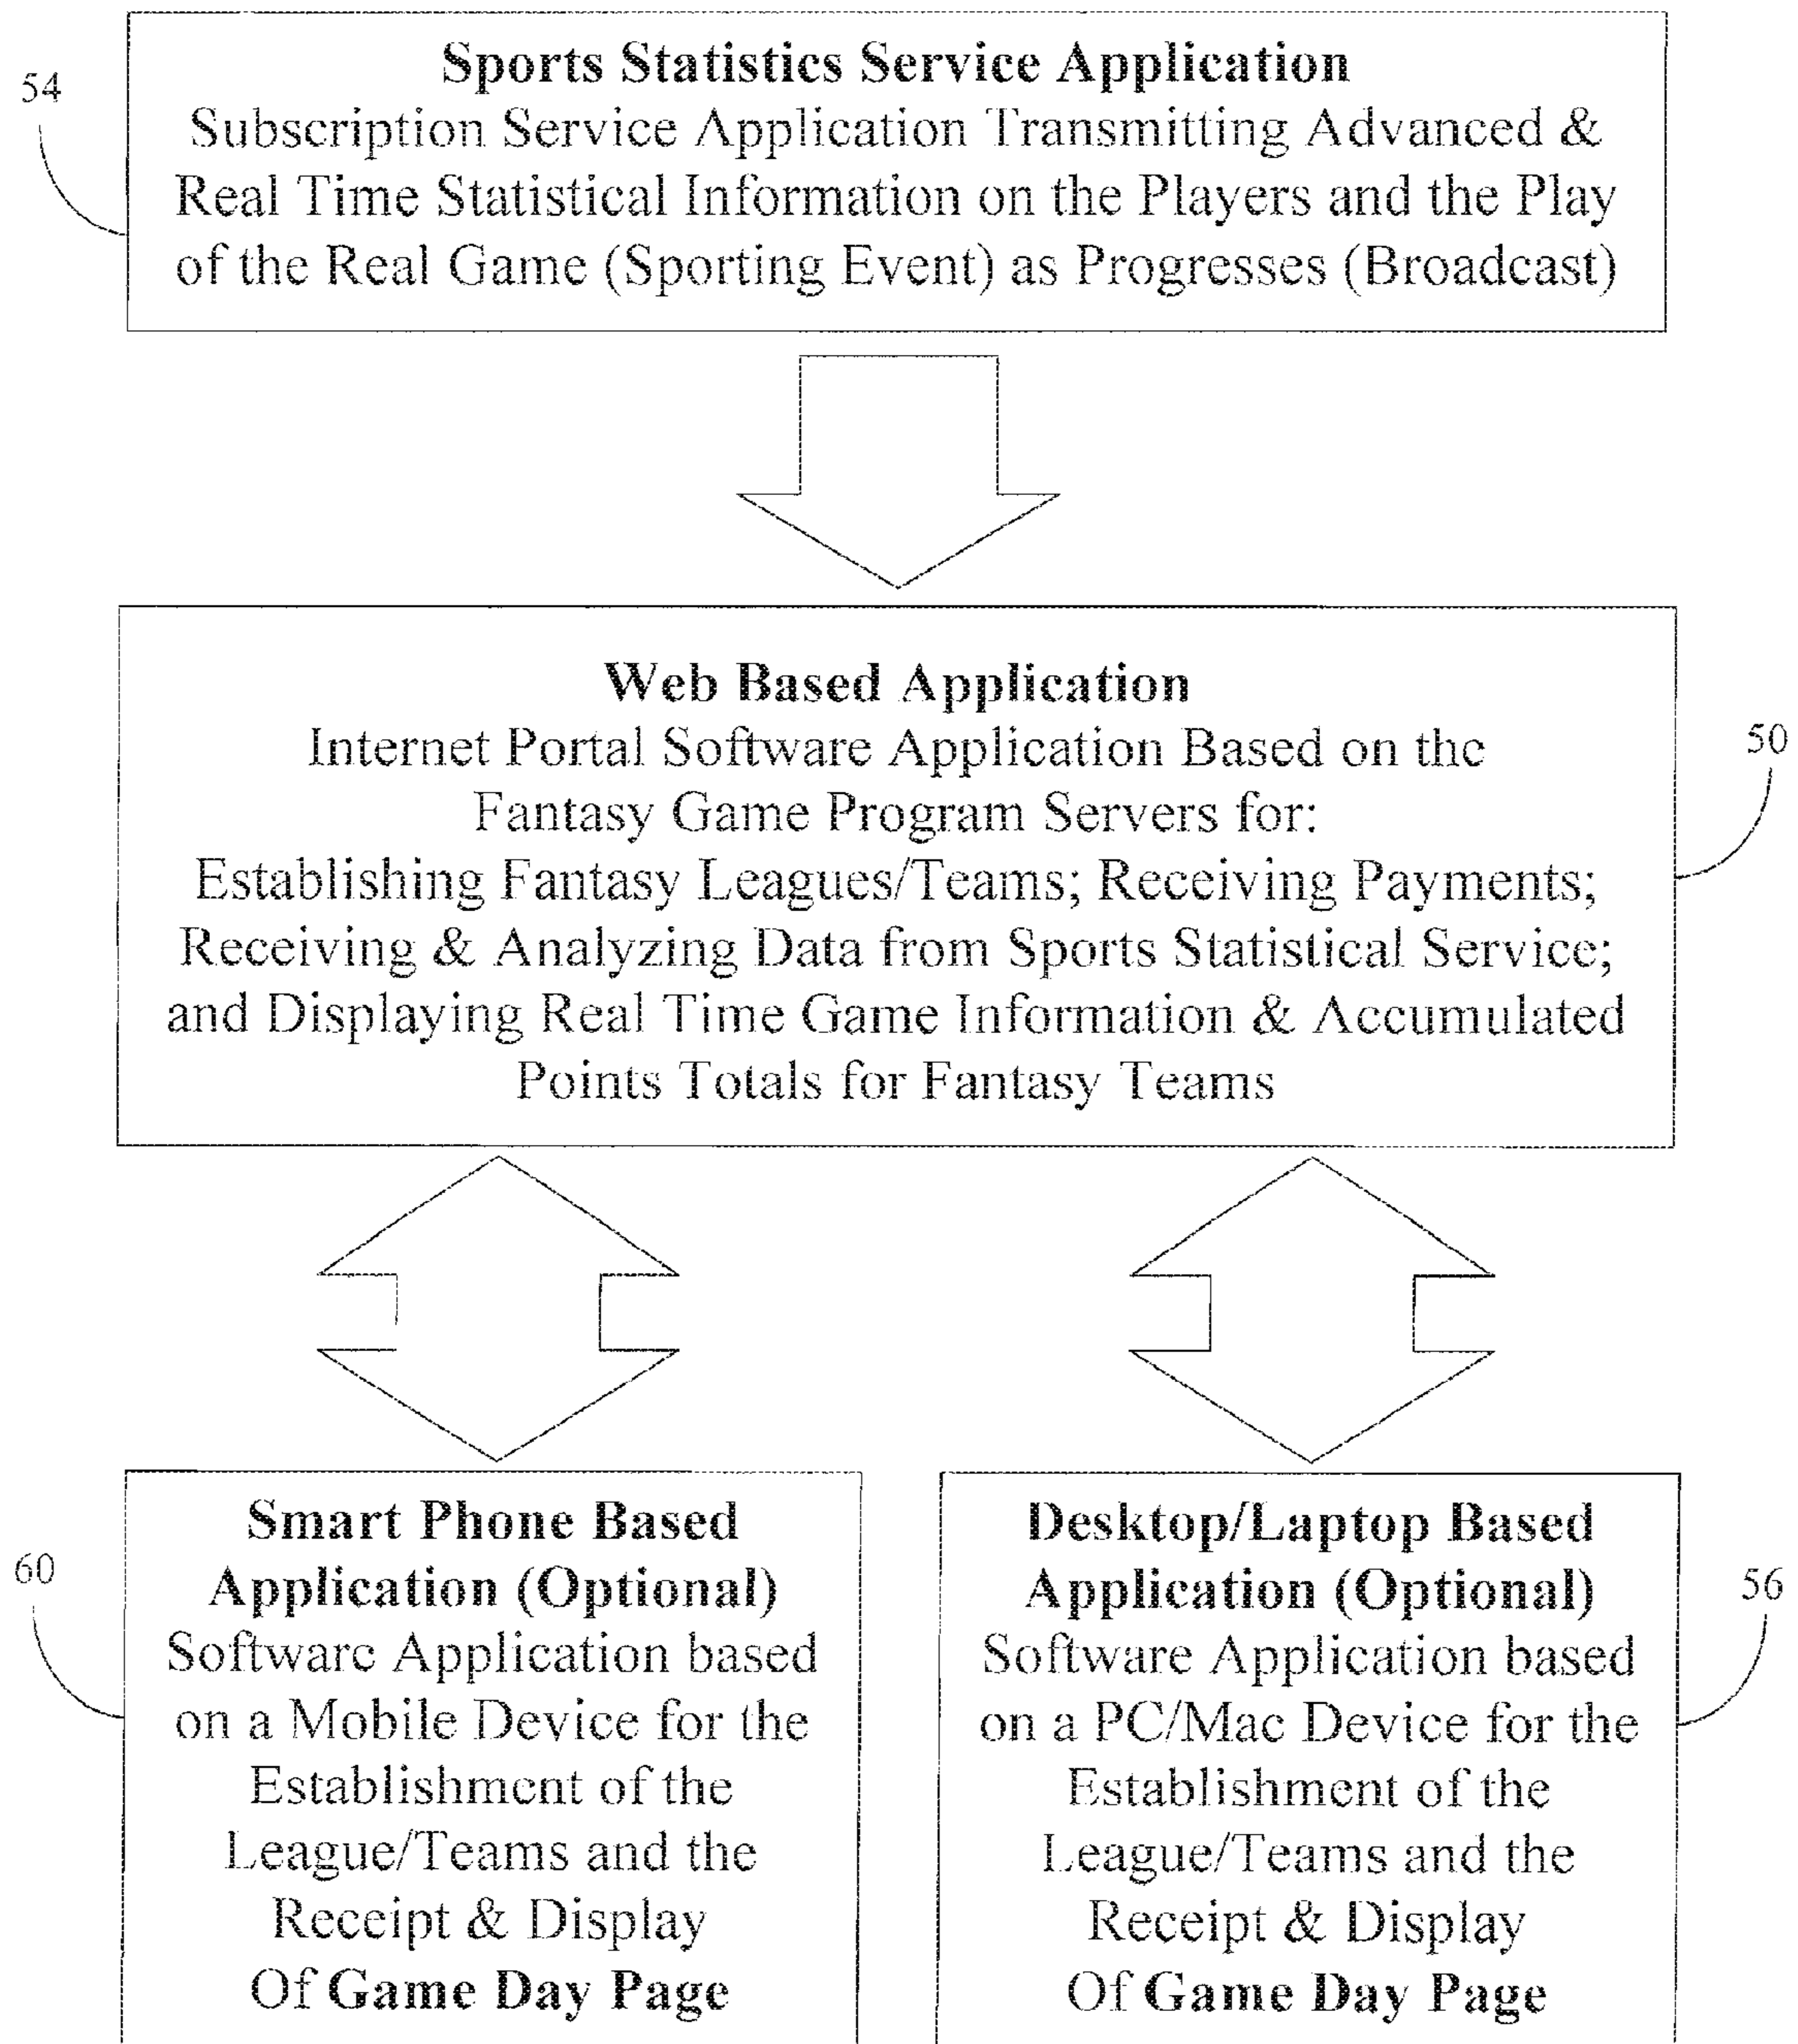 54
Sports Statistics Service Application
Subscription Service Application Transmitting Advanced &
Real Time Statistical Information on the Players and the Play
of the Real Game (Sporting Event) as Progresses (Broadcast)
Web Based Application
Internet Portal Software Application Based on the
Fantasy Game Program Servers for:
Establishing Fantasy Leagues/Teams; Receiving Payments;
Receiving & Analyzing Data from Sports Statistical Service;
and Displaying Real Time Game Information & Accumulated
Points Totals for Fantasy Teams
50
60
Smart Phone Based
Application (Optional)
Software Application based
on a Mobile Device for the
Establishment of the
League/Teams and the
Receipt & Display
Of Game Day Page
Desktop/Laptop Based
Application (Optional)
Software Application based
on a PC/Mac Device for the
Establishment of the
League/Teams and the
Receipt & Display
Of Game Day Page
56